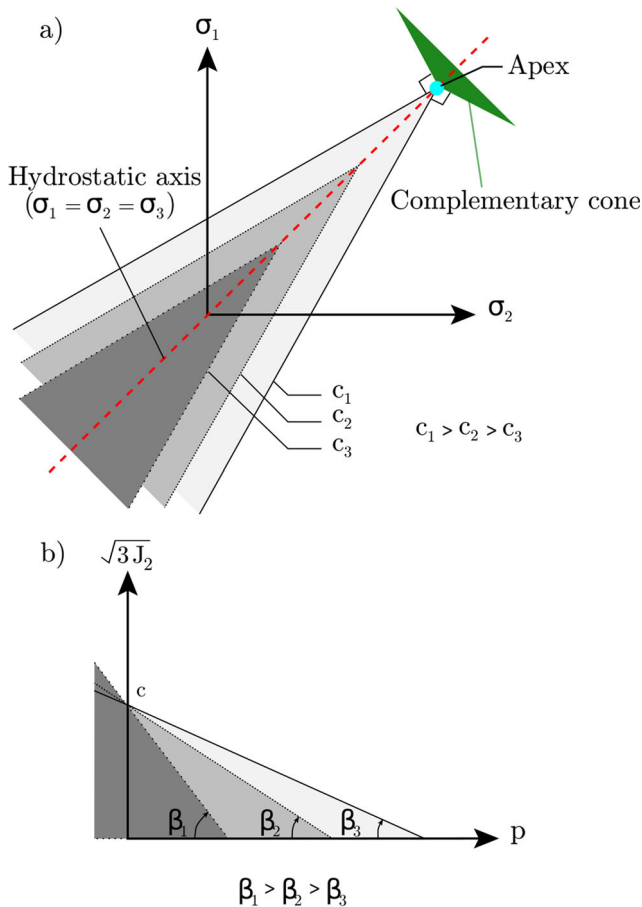 a)
σ₁
Apex
Hydrostatic axis
(σ₁ = σ₂ = σ₃)
Complementary cone
σ₂
c₁
c₂
c₃
c₁ > c₂ > c₃
b)
√3 J₂
c
β₁
β₂
β₃
p
β₁ > β₂ > β₃